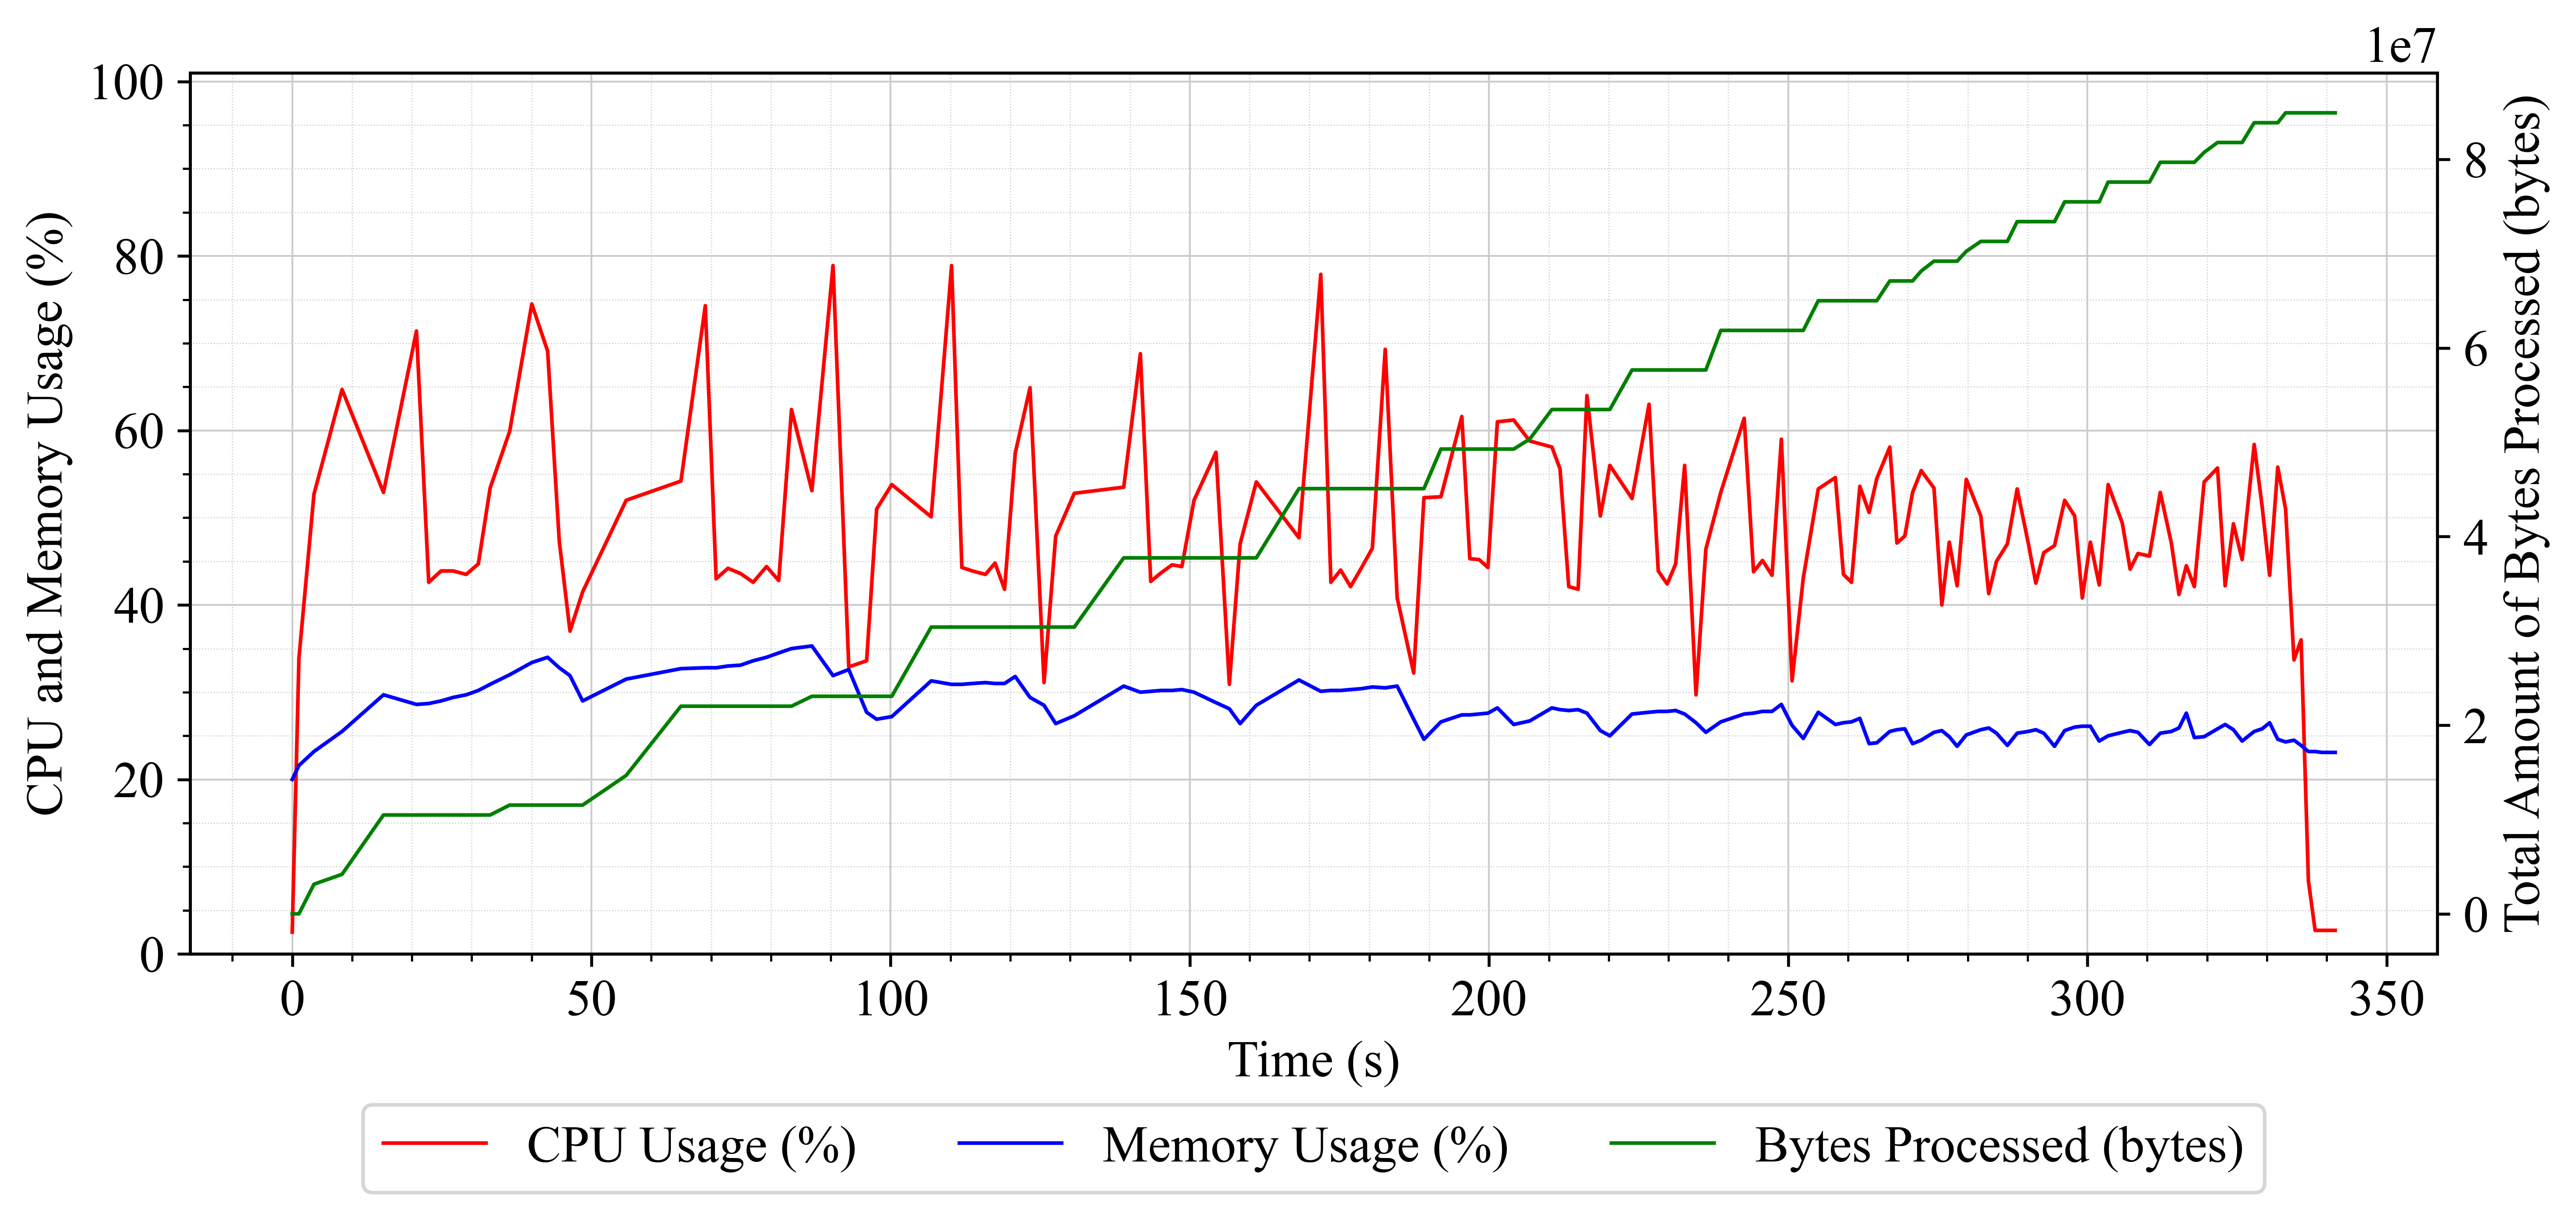 1e7
100
80
60
40
20
0
CPU and Memory Usage (%)
8
6
4
2
0
Total Amount of Bytes Processed (bytes)
0 50 100 150 200 250 300 350
Time (s)
CPU Usage (%) Memory Usage (%) Bytes Processed (bytes)